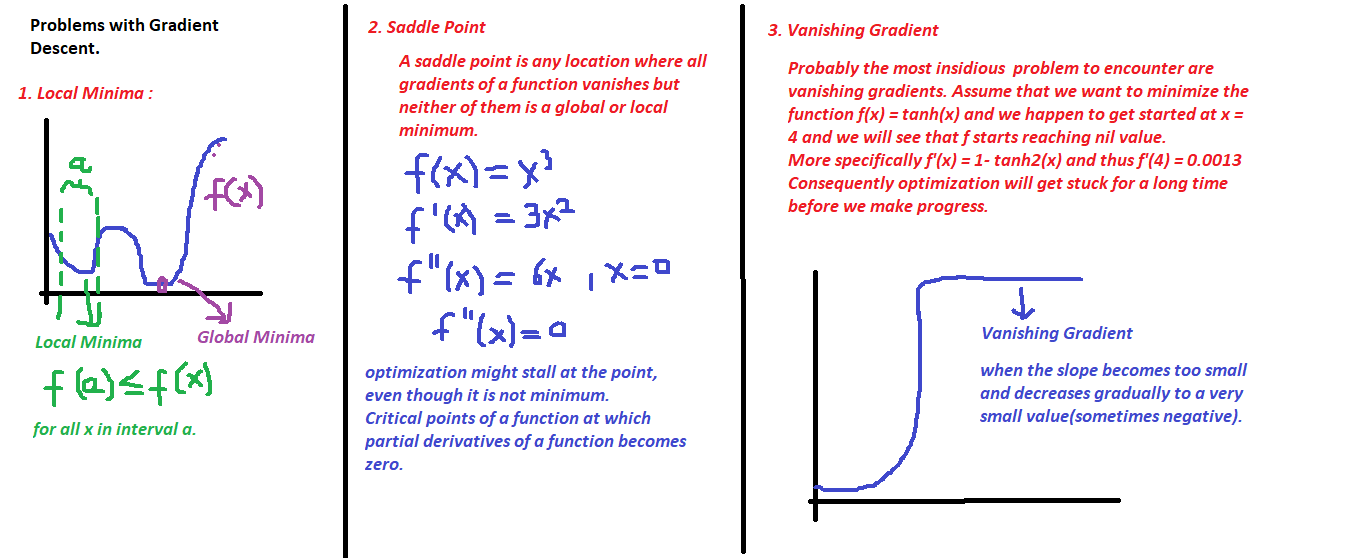 Problems with Gradient
Descent.
1. Local Minima :
a
f(x)
Local Minima
Global Minima
f(a)≤f(x)
for all x in interval a.
2. Saddle Point
A saddle point is any location where all
gradients of a function vanishes but
neither of them is a global or local
minimum.
f(x)=x³
f'(x) = 3x²
f"(x)= 6x , x=0
f"(x)=0
optimization might stall at the point,
even though it is not minimum.
Critical points of a function at which
partial derivatives of a function becomes
zero.
3. Vanishing Gradient
Probably the most insidious problem to encounter are
vanishing gradients. Assume that we want to minimize the
function f(x) = tanh(x) and we happen to get started at x =
4 and we will see that f starts reaching nil value.
More specifically f'(x) = 1- tanh2(x) and thus f'(4) = 0.0013
Consequently optimization will get stuck for a long time
before we make progress.
Vanishing Gradient
when the slope becomes too small
and decreases gradually to a very
small value(sometimes negative).